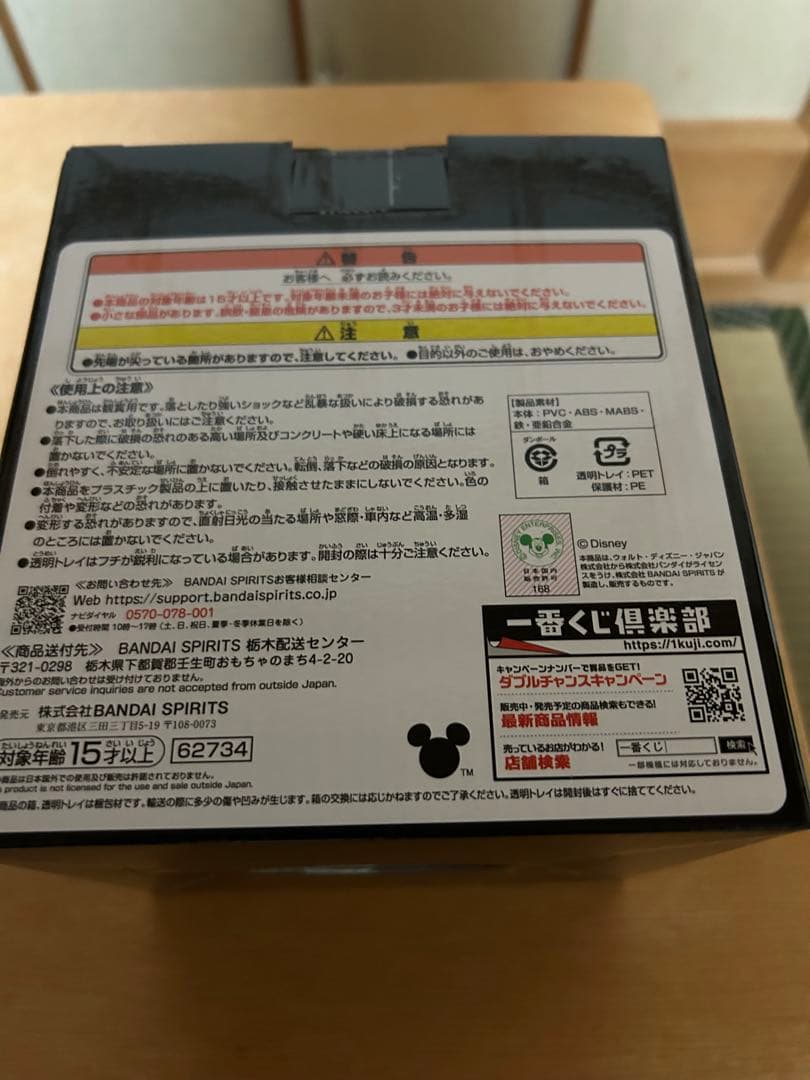 ⚠警 告
お客様へ 必ずお読みください。
●本商品の対象年齢は15才以上です。対象年齢未満のお子様には絶対に与えないでください。
●小さな部品があります。誤飲・窒息の危険がありますので、3才未満のお子様には絶対に与えないでください。
⚠注 意
●先端が尖っている箇所がありますので、注意してください。 ●目的以外のご使用は、おやめください。
《使用上の注意》
●本商品は観賞用です。落としたり強いショックなど乱暴な扱いにより破損する恐れがあ
りますので、お取り扱いにはご注意ください。
●落下した際に破損の恐れのある高い場所及びコンクリートや硬い床上になる場所には
置かないでください。
●倒れやすく、不安定な場所に置かないでください。転倒、落下などの破損の原因となります。
●本商品をプラスチック製品の上に置いたり、接触させたままにしないでください。色の
付着や変形などの恐れがあります。
●変形する恐れがありますので、直射日光の当たる場所や窓際・車内など高温・多湿
のところには置かないでください。
●透明トレイはフチが鋭利になっている場合があります。開封の際は十分ご注意ください。
【製品素材】
本体:PVC・ABS・MABS・
鉄・亜鉛合金
ダンボール
箱
プラ
透明トレイ:PET
保護材:PE
DISNEY ENTERPRISES INC
日本国内
販売許可
168
©Disney
本商品は、ウォルト・ディズニー・ジャパン
株式会社から株式会社バンダイがライセン
スをうけ、株式会社BANDAI SPIRITSが
製造し、販売するものです。
《お問い合わせ先》 BANDAI SPIRITSお客様相談センター
Web https://support.bandaispirits.co.jp
ナビダイヤル 0570-078-001
●受付時間 10時~17時(土、日、祝日、夏季・冬季休業日を除く)
≪商品送付先≫ BANDAI SPIRITS 栃木配送センター
〒321-0298 栃木県下都賀郡壬生町おもちゃのまち4-2-20
海外からのお問い合わせは受け付けておりません。
Customer service inquiries are not accepted from outside Japan.
発売元 株式会社BANDAI SPIRITS
東京都港区三田三丁目5-19 〒108-0073
対象年齢 15才以上 62734
商品は日本国外での使用及び販売は許諾されておりません。
product is not licensed for the use and sale outside Japan.
商品の箱、透明トレイは梱包材です。輸送の際に多少の傷や凹みが生じます。箱の交換には応じかねますのでご了承ください。透明トレイは開封後はすぐに捨ててください。
TM
一番くじ倶楽部
https://1kuji.com/
キャンペーンナンバーで賞品をGET!
ダブルチャンスキャンペーン
販売中・発売予定の商品検索もできる!
最新商品情報
売っているお店がわかる!
店舗検索
一番くじ 検索
一部機種には対応しておりません。